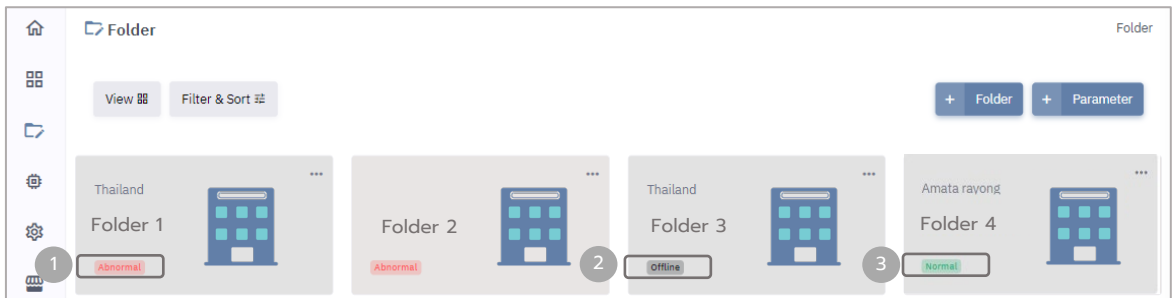 Folder
Folder
View
Filter & Sort
+ Folder
+ Parameter
Thailand
Folder 1
1
Abnormal
Folder 2
Abnormal
Thailand
Folder 3
2
Offline
Amata rayong
Folder 4
3
Normal